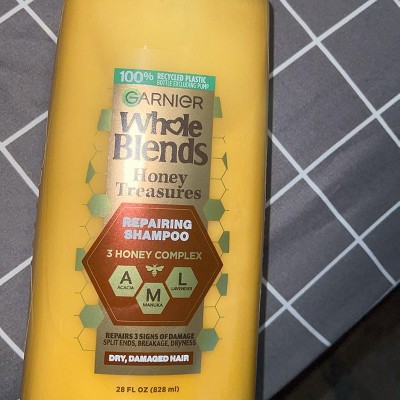 100% RECYCLED PLASTIC
BOTTLE EXCLUDING PUMP
GARNIER
Whole
Blends
Honey
Treasures
REPAIRING
SHAMPOO
3 HONEY COMPLEX
A
ACACIA
M
MANUKA
L
LAVENDER
REPAIRS 3 SIGNS OF DAMAGE
SPLIT ENDS, BREAKAGE, DRYNESS
DRY, DAMAGED HAIR
28 FL OZ (828 ml)